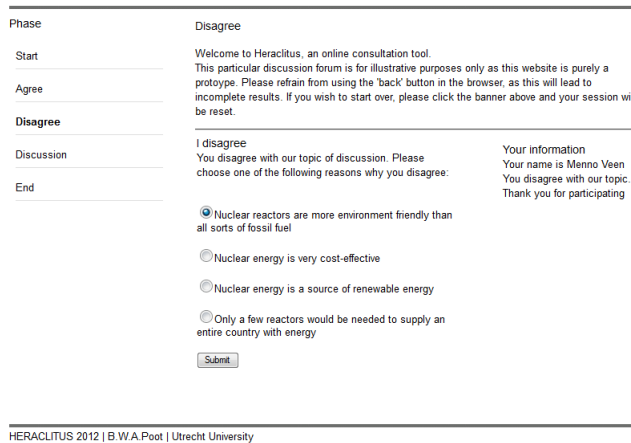 Phase
Start
Agree
Disagree
Discussion
End
Disagree
Welcome to Heraclitus, an online consultation tool.
This particular discussion forum is for illustrative purposes only as this website is purely a
protoype. Please refrain from using the 'back' button in the browser, as this will lead to
incomplete results. If you wish to start over, please click the banner above and your session wi
be reset.
I disagree
You disagree with our topic of discussion. Please
choose one of the following reasons why you disagree:
Nuclear reactors are more environment friendly than
all sorts of fossil fuel
Nuclear energy is very cost-effective
Nuclear energy is a source of renewable energy
Only a few reactors would be needed to supply an
entire country with energy
Submit
Your information
Your name is Menno Veen
You disagree with our topic.
Thank you for participating
HERACLITUS 2012 | B.W.A.Poot | Utrecht University